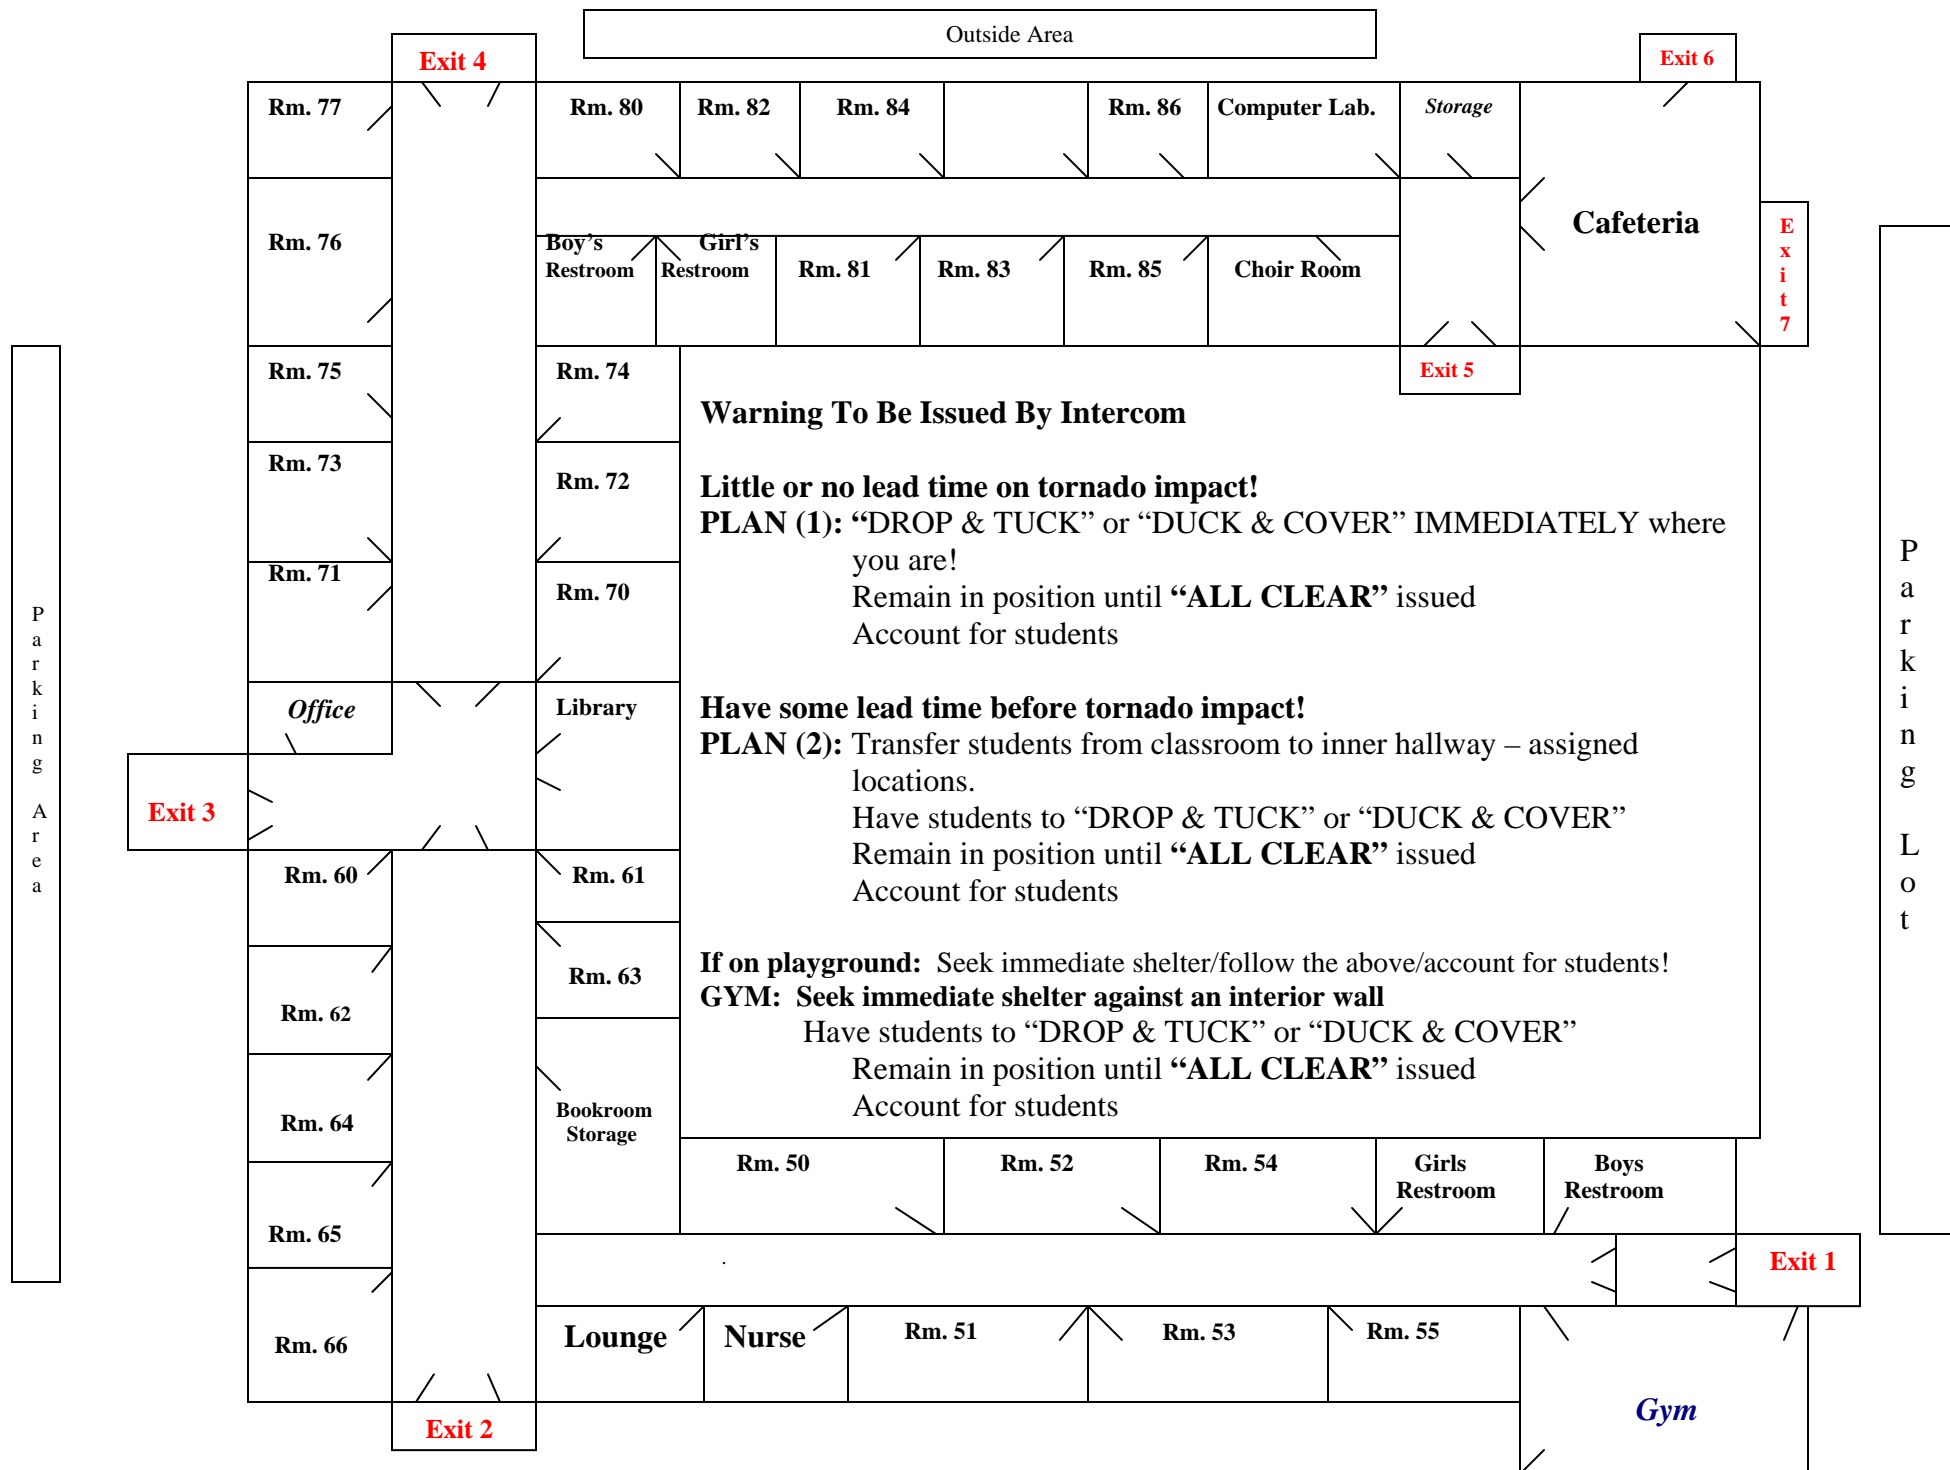 Outside Area
Exit 4
Exit 6
Rm. 77
Rm. 80
Rm. 82
Rm. 84
Rm. 86
Computer Lab.
Storage
Cafeteria
Exit 7
Rm. 76
Boy's
Restroom
Girl's
Restroom
Rm. 81
Rm. 83
Rm. 85
Choir Room
Rm. 75
Rm. 74
Exit 5
Rm. 73
Rm. 72
Rm. 71
Rm. 70
Office
Library
Exit 3
Parking Area
Parking Lot
Warning To Be Issued By Intercom
Little or no lead time on tornado impact!
PLAN (1): “DROP & TUCK” or “DUCK & COVER” IMMEDIATELY where
you are!
Remain in position until “ALL CLEAR” issued
Account for students
Have some lead time before tornado impact!
PLAN (2): Transfer students from classroom to inner hallway – assigned
locations.
Have students to “DROP & TUCK” or “DUCK & COVER”
Remain in position until “ALL CLEAR” issued
Account for students
If on playground: Seek immediate shelter/follow the above/account for students!
GYM: Seek immediate shelter against an interior wall
Have students to “DROP & TUCK” or “DUCK & COVER”
Remain in position until “ALL CLEAR” issued
Account for students
Rm. 60
Rm. 61
Rm. 62
Rm. 63
Rm. 64
Bookroom
Storage
Rm. 65
Rm. 66
Rm. 50
Rm. 52
Rm. 54
Girls
Restroom
Boys
Restroom
.
Exit 1
Lounge
Nurse
Rm. 51
Rm. 53
Rm. 55
Gym
Exit 2